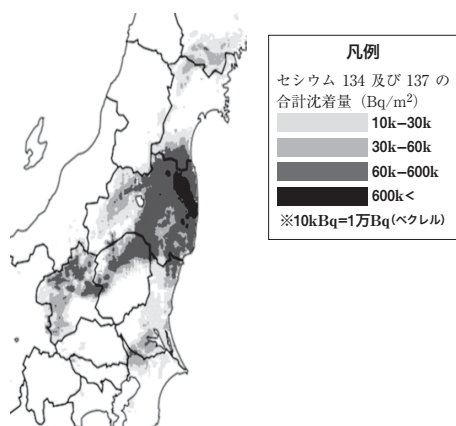 凡例
セシウム 134 及び 137 の
合計沈着量（Bq/m²）
10k−30k
30k−60k
60k−600k
600k<
※10kBq=1万Bq(ベクレル)